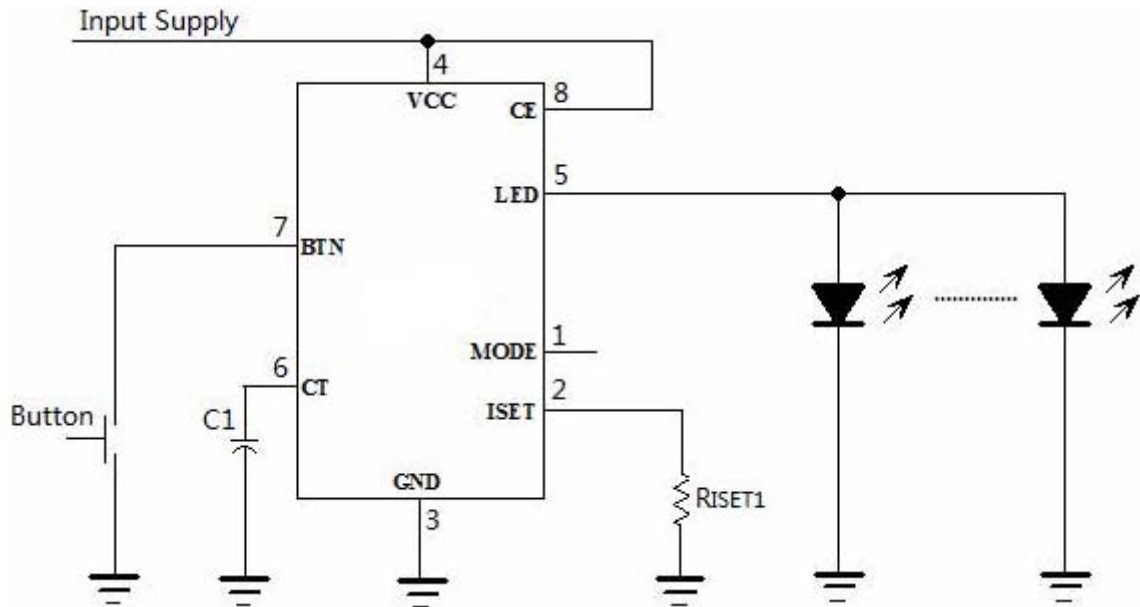 Input Supply
4
VCC
8
CE
5
LED
7
BTN
1
MODE
6
CT
2
ISET
Button
C1
GND
3
RISET1